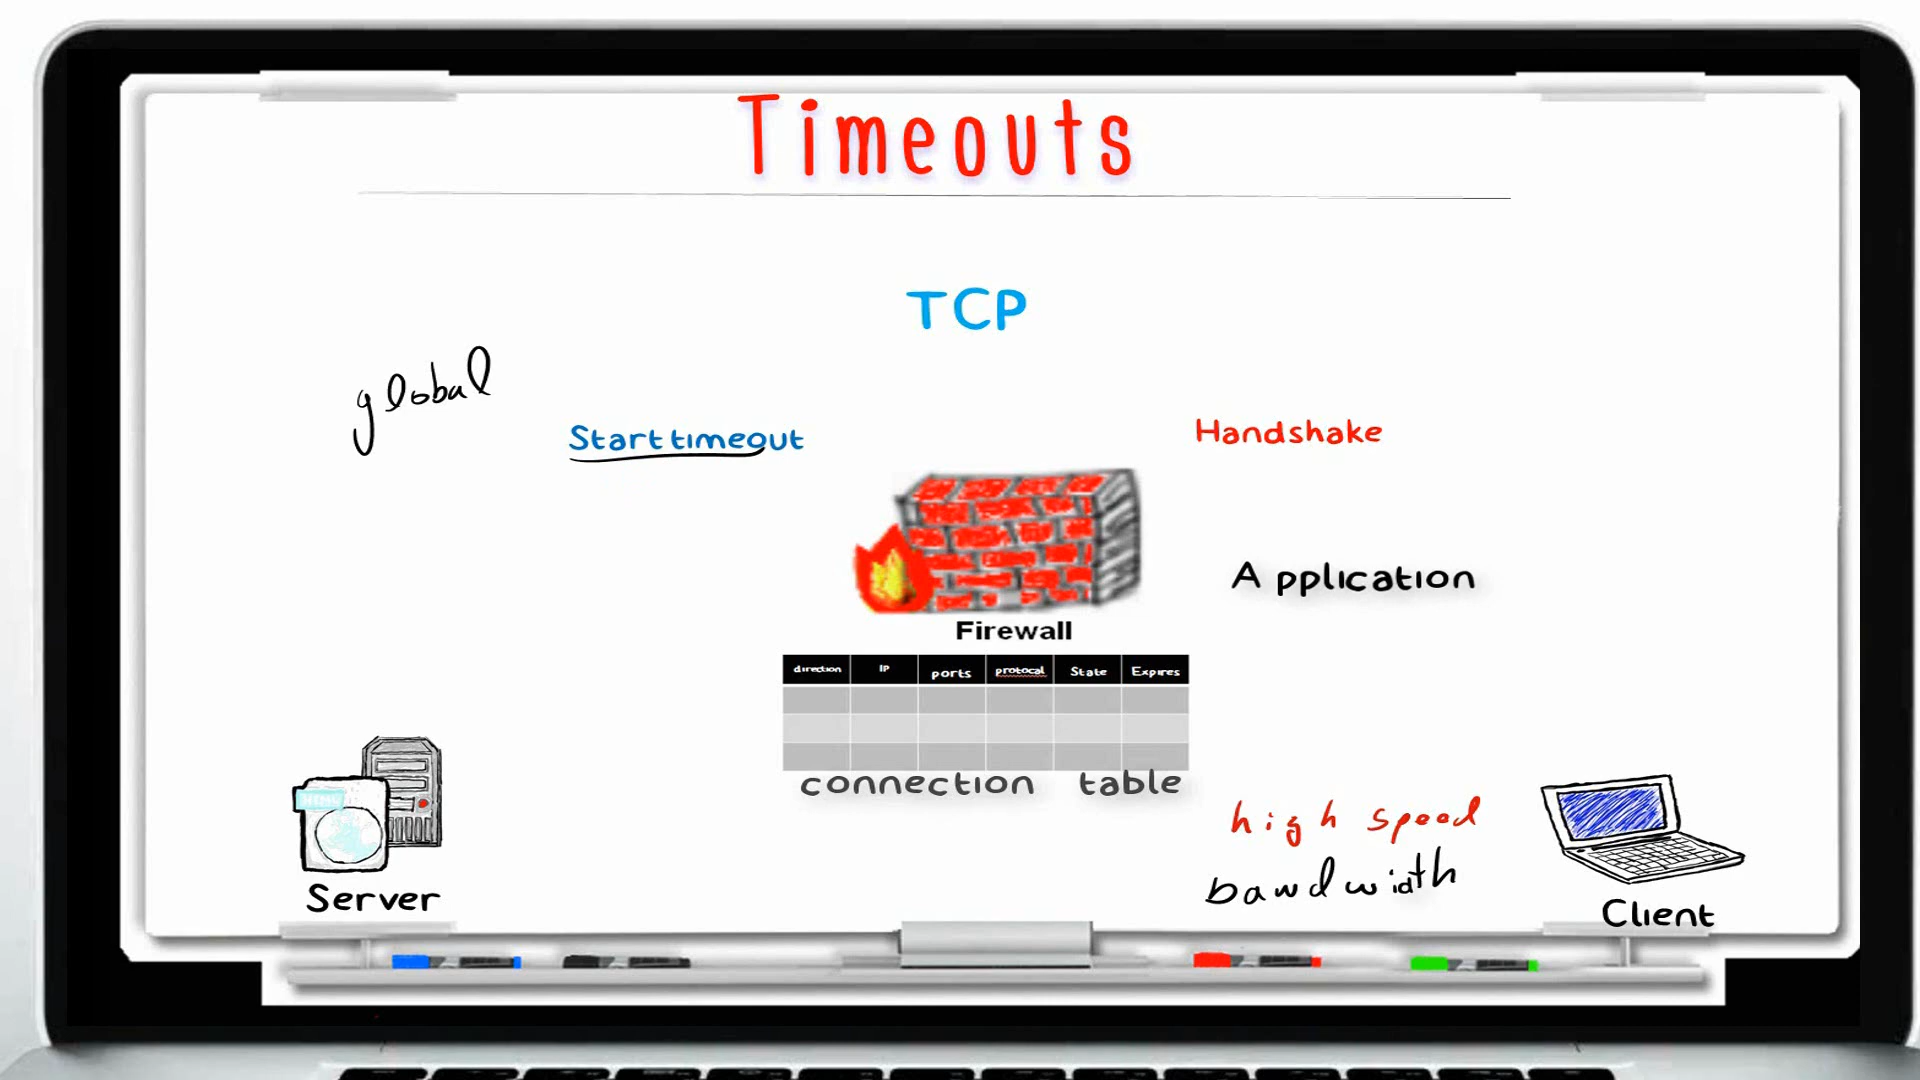 Timeouts
TCP
global
Start timeout
Handshake
Application
Firewall
direction IP ports protocal State Expires
connection table
high speed
bandwidth
Server
Client